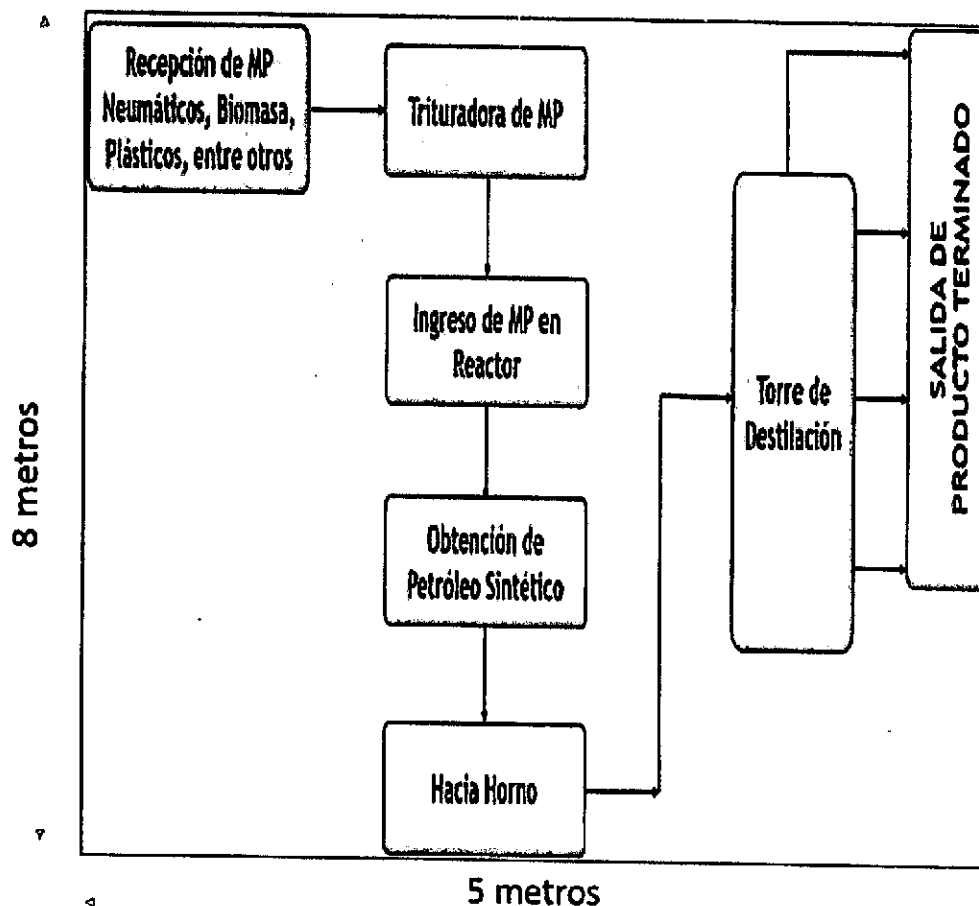 Recepción de MP
Neumáticos, Biomasa,
Plásticos, entre otros
Trituradora de MP
Ingreso de MP en
Reactor
Obtención de
Petróleo Sintético
Hacia Horno
Torre de
Destilación
SALIDA DE
PRODUCTO TERMINADO
8 metros
5 metros